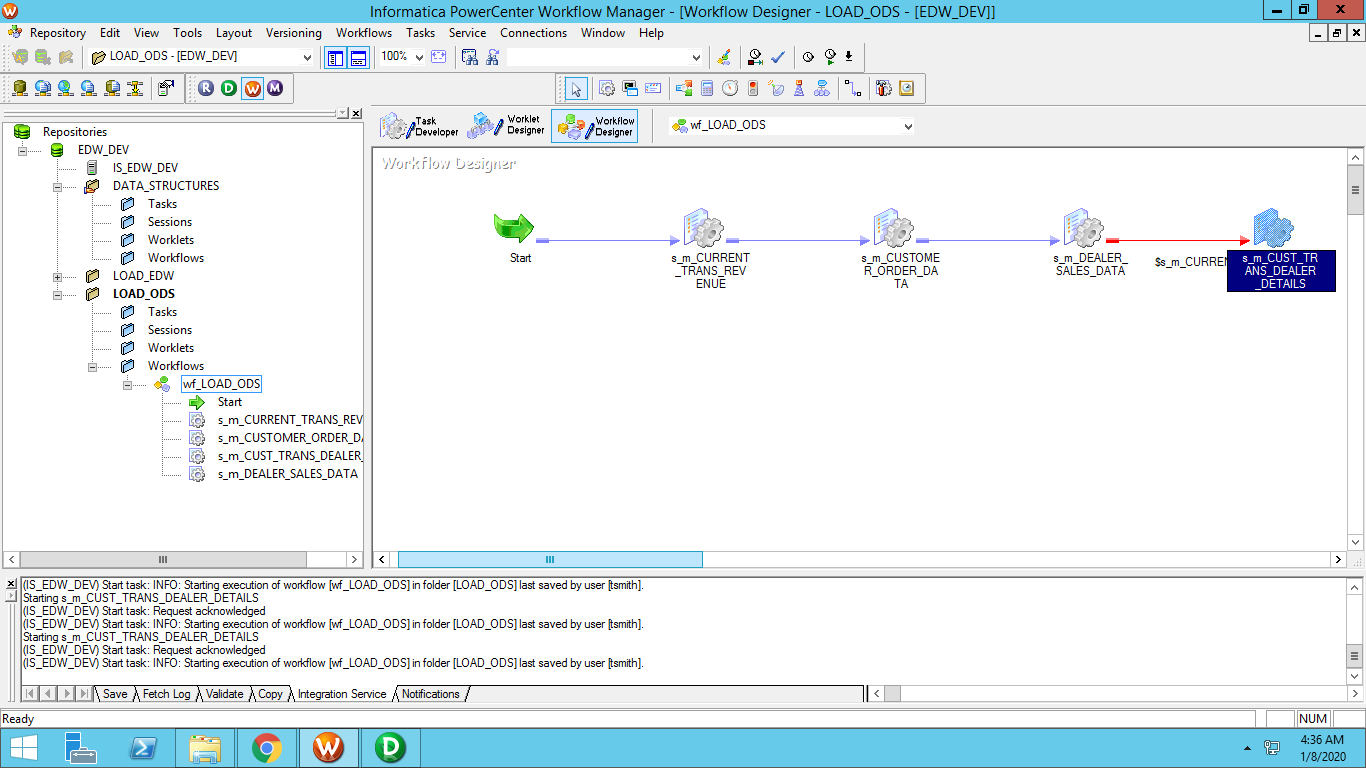 Informatica PowerCenter Workflow Manager - [Workflow Designer - LOAD_ODS - [EDW_DEV]]
Repository Edit View Tools Layout Versioning Workflows Tasks Service Connections Window Help
LOAD_ODS - [EDW_DEV] 100%
R D W M
Task Developer Worklet Designer Workflow Designer wf_LOAD_ODS
Repositories
EDW_DEV
IS_EDW_DEV
DATA_STRUCTURES
Tasks
Sessions
Worklets
Workflows
LOAD_EDW
LOAD_ODS
Tasks
Sessions
Worklets
Workflows
wf_LOAD_ODS
Start
s_m_CURRENT_TRANS_REV
s_m_CUSTOMER_ORDER_DA
s_m_CUST_TRANS_DEALER_
s_m_DEALER_SALES_DATA
Workflow Designer
Start
s_m_CURRENT
_TRANS_REV
ENUE
s_m_CUSTOME
R_ORDER_DA
TA
s_m_DEALER_
SALES_DATA
$s_m_CURREN
s_m_CUST_TR
ANS_DEALER
_DETAILS
(IS_EDW_DEV) Start task: INFO: Starting execution of workflow [wf_LOAD_ODS] in folder [LOAD_ODS] last saved by user [tsmith].
Starting s_m_CUST_TRANS_DEALER_DETAILS
(IS_EDW_DEV) Start task: Request acknowledged
(IS_EDW_DEV) Start task: INFO: Starting execution of workflow [wf_LOAD_ODS] in folder [LOAD_ODS] last saved by user [tsmith].
Starting s_m_CUST_TRANS_DEALER_DETAILS
(IS_EDW_DEV) Start task: Request acknowledged
(IS_EDW_DEV) Start task: INFO: Starting execution of workflow [wf_LOAD_ODS] in folder [LOAD_ODS] last saved by user [tsmith].
Save Fetch Log Validate Copy Integration Service Notifications
Ready NUM
4:36 AM
1/8/2020